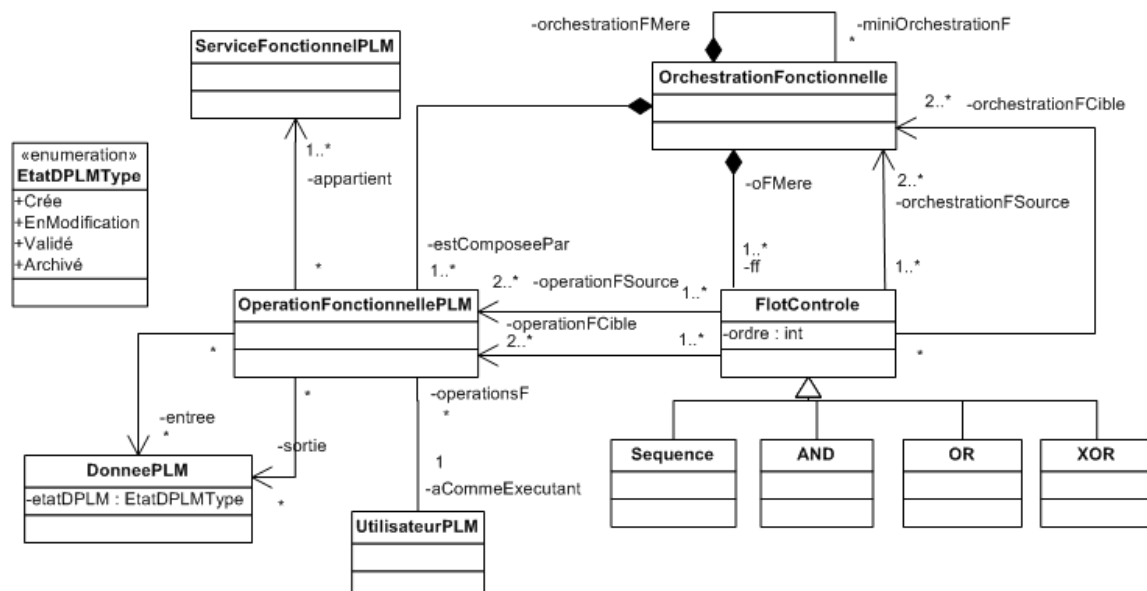 -orchestrationFMere
-miniOrchestrationF
*
ServiceFonctionnelPLM
OrchestrationFonctionnelle
2..*
-orchestrationFCible
«enumeration»
EtatDPLMType
+Crée
+EnModification
+Validé
+Archivé
1..*
-appartient
-oFMere
2..*
-orchestrationFSource
-estComposeePar
1..*
*
1..*
-ff
1..*
2..*
-operationFSource
1..*
OperationFonctionnellePLM
-operationFCible
2..*
1..*
FlotControle
-ordre : int
*
*
*
-operationsF
*
-entree
*
-sortie
*
DonneePLM
-etatDPLM : EtatDPLMType
1
-aCommeExecutant
UtilisateurPLM
Sequence
AND
OR
XOR